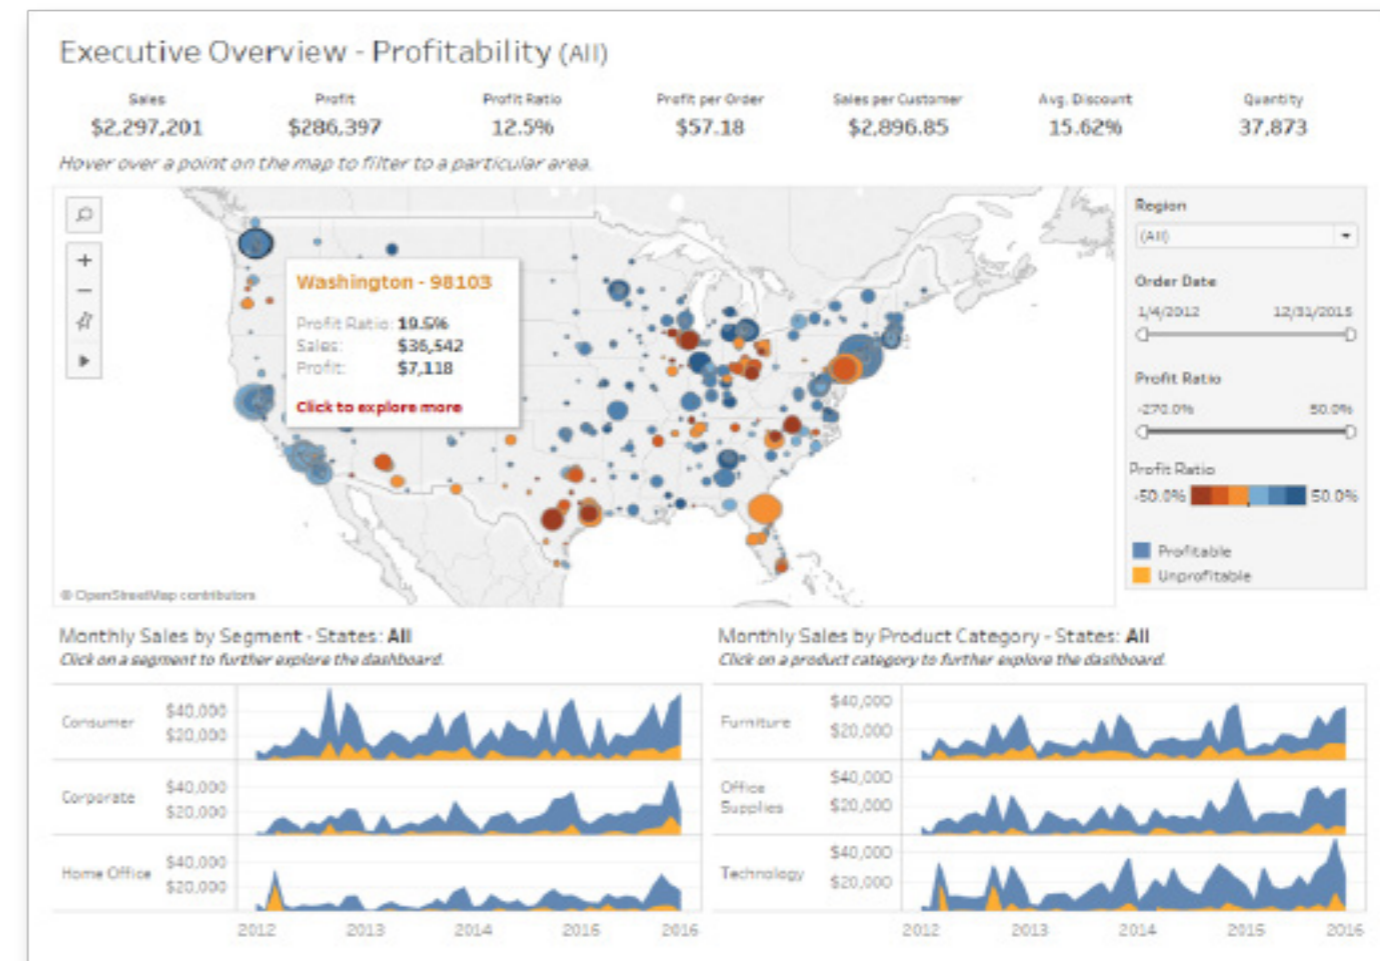 Executive Overview - Profitability (All)
Sales Profit Profit Ratio Profit per Order Sales per Customer Avg. Discount Quantity
$2,297,201 $286,397 12.5% $57.18 $2,896.85 15.62% 37,873
Hover over a point on the map to filter to a particular area.
Washington - 98103
Profit Ratio: 19.5%
Sales: $36,542
Profit: $7,118
Click to explore more
© OpenStreetMap contributors
Region
(All)
Order Date
1/4/2012 12/31/2015
Profit Ratio
-270.0% 50.0%
Profit Ratio
-50.0% 50.0%
Profitable
Unprofitable
Monthly Sales by Segment - States: All
Click on a segment to further explore the dashboard.
Consumer
$40,000
$20,000
Corporate
$40,000
$20,000
Home Office
$40,000
$20,000
2012 2013 2014 2015 2016
Monthly Sales by Product Category - States: All
Click on a product category to further explore the dashboard.
Furniture
$40,000
$20,000
Office
Supplies
$40,000
$20,000
Technology
$40,000
$20,000
2012 2013 2014 2015 2016